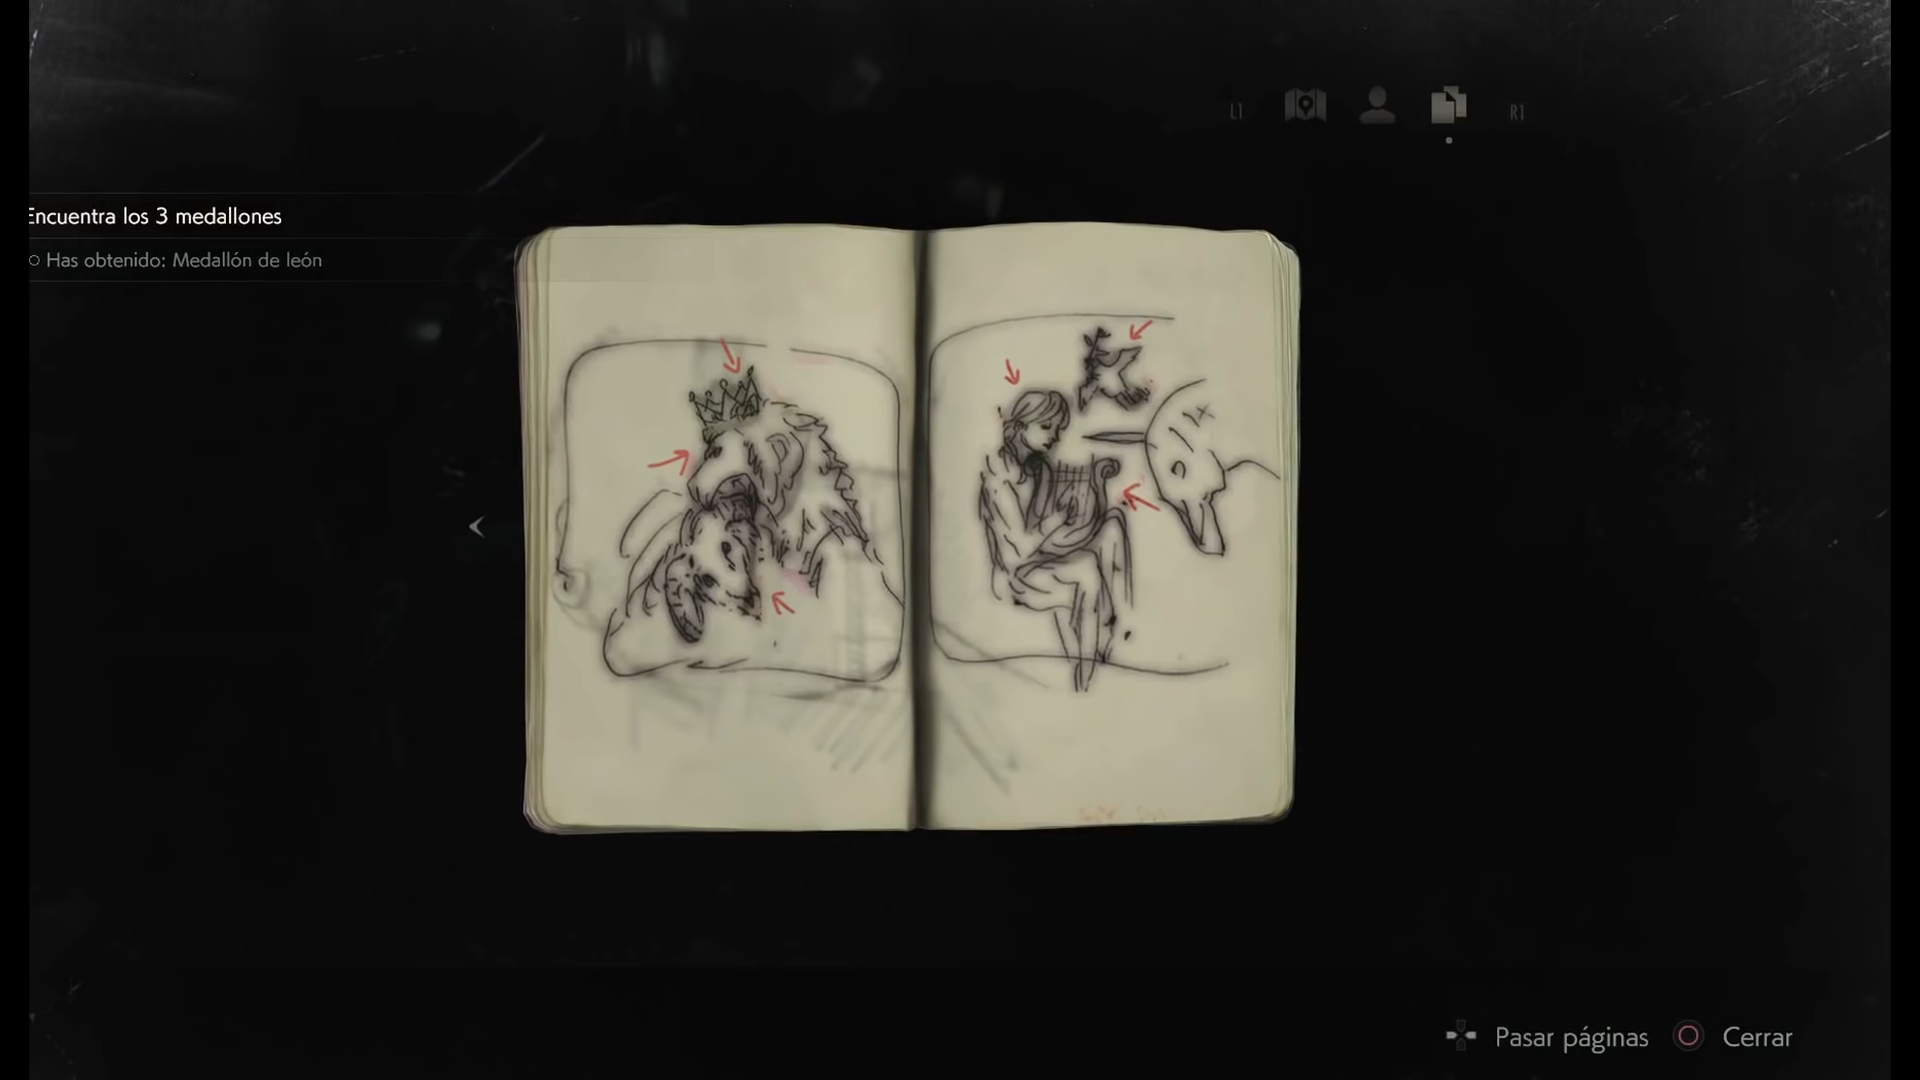 L1
R1
Encuentra los 3 medallones
Has obtenido: Medallón de león
Pasar páginas
Cerrar